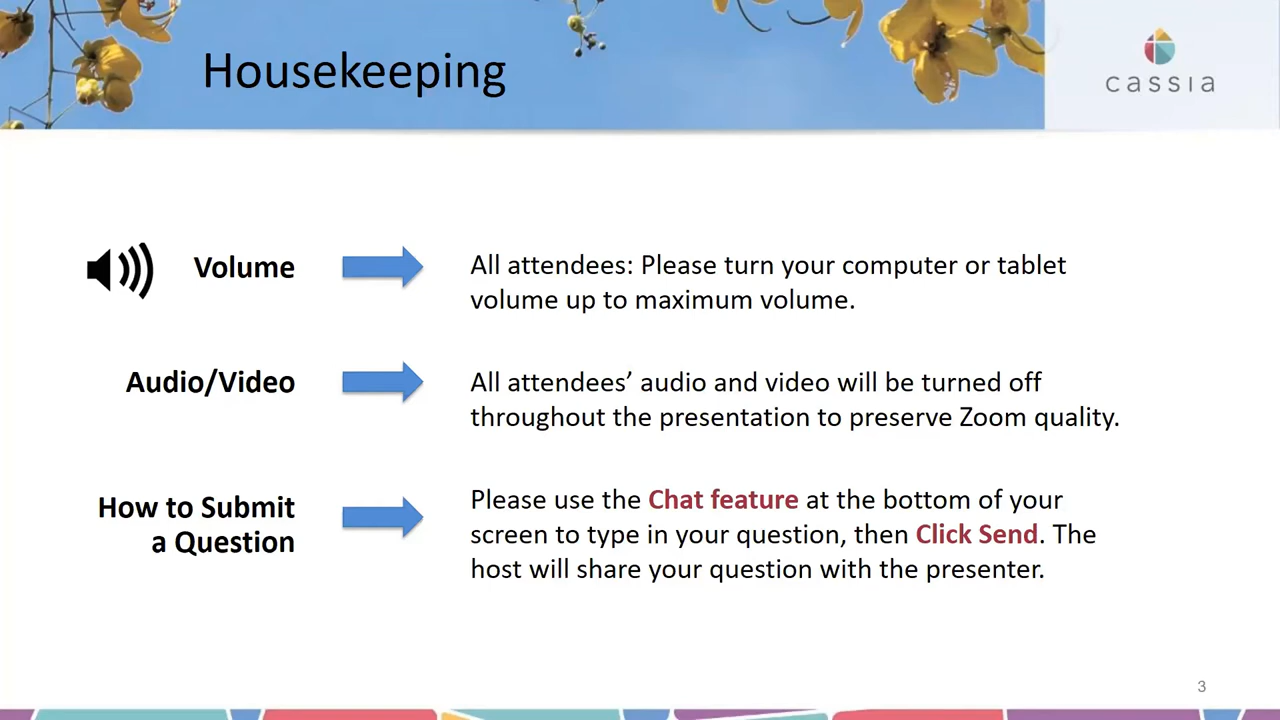 Housekeeping
cassia
Volume
All attendees: Please turn your computer or tablet
volume up to maximum volume.
Audio/Video
All attendees’ audio and video will be turned off
throughout the presentation to preserve Zoom quality.
How to Submit
a Question
Please use the Chat feature at the bottom of your
screen to type in your question, then Click Send. The
host will share your question with the presenter.
3